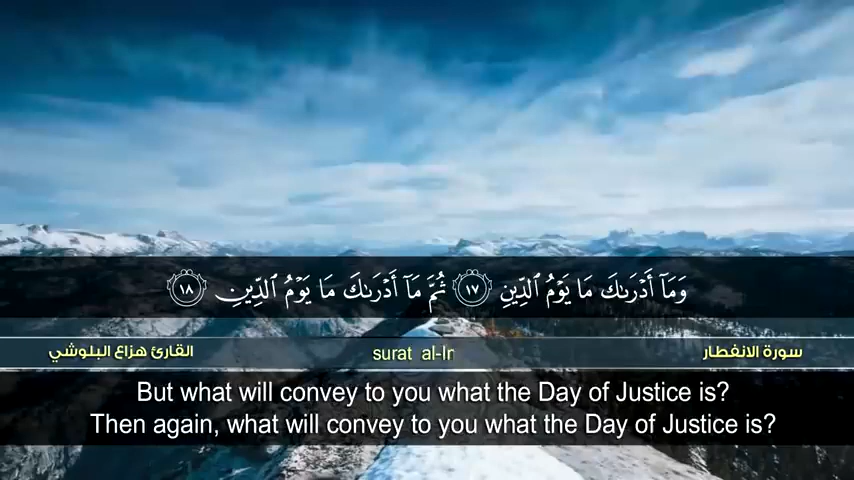 وَمَآ أَدْرَىٰكَ مَا يَوْمُ ٱلدِّينِ ١٧ ثُمَّ مَآ أَدْرَىٰكَ مَا يَوْمُ ٱلدِّينِ ١٨
سورة الانفطار surat al-In القارئ هزاع البلوشي
But what will convey to you what the Day of Justice is?
Then again, what will convey to you what the Day of Justice is?